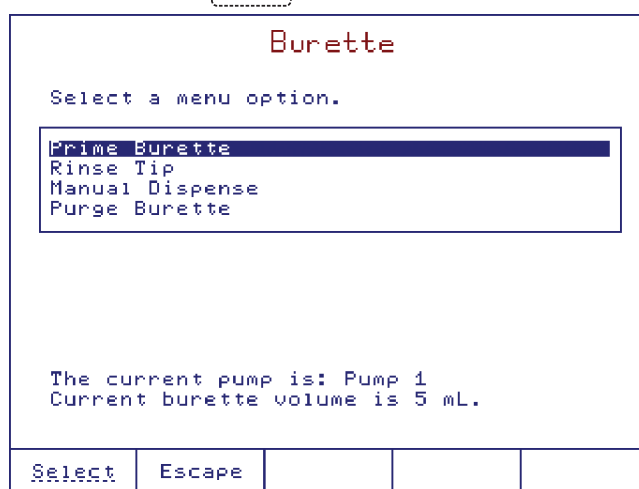 Burette
Select a menu option.
Prime Burette
Rinse Tip
Manual Dispense
Purge Burette
The current pump is: Pump 1
Current burette volume is 5 mL.
Select Escape